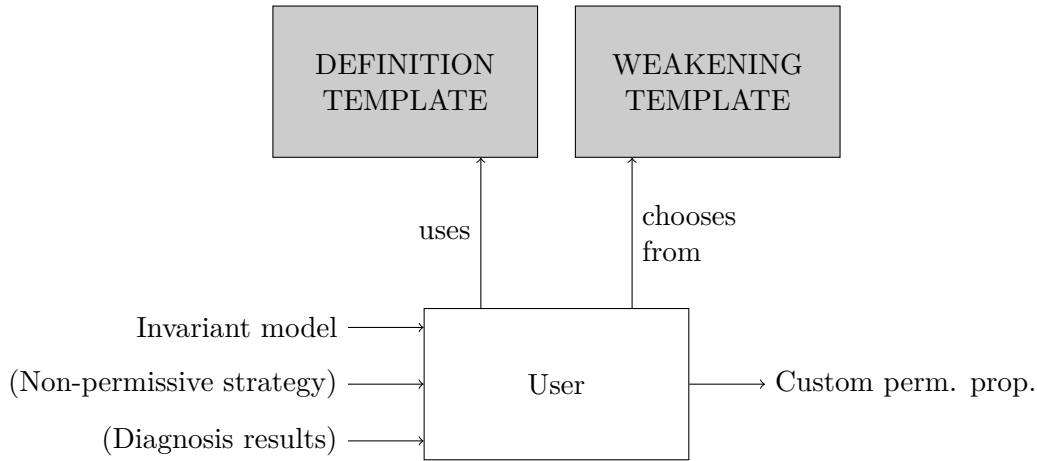 DEFINITION
TEMPLATE
WEAKENING
TEMPLATE
uses
chooses
from
Invariant model
(Non-permissive strategy)
(Diagnosis results)
User
Custom perm. prop.